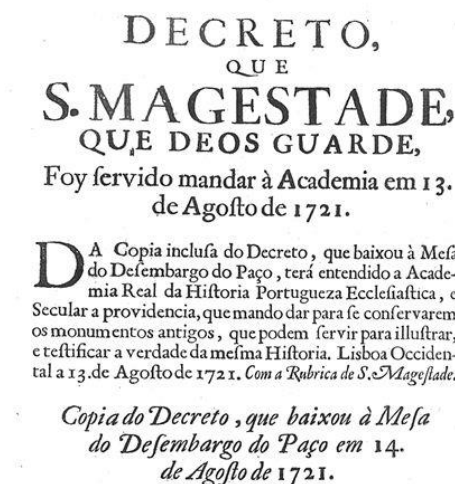 DECRETO,
QUE
S. MAGESTADE,
QUE DEOS GUARDE,
Foy ſervido mandar à Academia em 13.
de Agoſto de 1721.
DA Copia incluſa do Decreto, que baixou à Meſa
do Deſembargo do Paço, terá entendido a Acade-
mia Real da Hiſtoria Portugueza Eccleſiaſtica, e
Secular a providencia, que mando dar para ſe conſervarem
os monumentos antigos, que podem ſervir para illuſtrar,
e teſtificar a verdade da meſma Hiſtoria. Lisboa Occiden-
tal a 13. de Agoſto de 1721. Com a Rubrica de S. Mageſtade.
Copia do Decreto, que baixou à Meſa
do Deſembargo do Paço em 14.
de Agoſto de 1721.